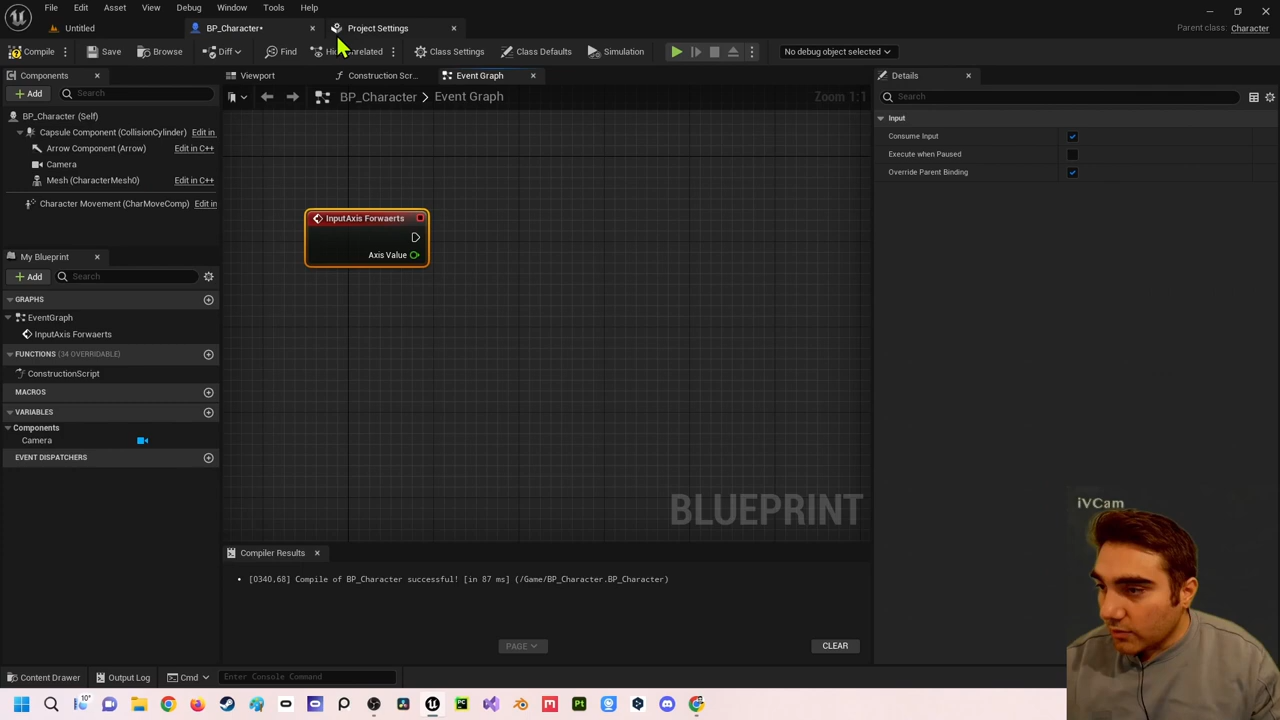 File Edit Asset View Debug Window Tools Help
Untitled
BP_Character*
Project Settings
Parent class: Character
Compile
Save
Browse
Diff
Find
Class Settings
Class Defaults
Simulation
No debug object selected
Components
Viewport
Construction Scr...
Event Graph
Details
Add
Search
BP_Character > Event Graph
Zoom 1:1
Search
BP_Character (Self)
Capsule Component (CollisionCylinder)
Edit in
Arrow Component (Arrow)
Edit in C++
Camera
Mesh (CharacterMesh0)
Edit in C++
Character Movement (CharMoveComp)
Edit in
Input
Consume Input
Execute when Paused
Override Parent Binding
InputAxis Forwaerts
Axis Value
My Blueprint
Add
Search
GRAPHS
EventGraph
InputAxis Forwaerts
FUNCTIONS (34 OVERRIDABLE)
ConstructionScript
MACROS
VARIABLES
Components
Camera
EVENT DISPATCHERS
BLUEPRINT
iVCam
Compiler Results
[0340,68] Compile of BP_Character successful! [in 87 ms] (/Game/BP_Character.BP_Character)
PAGE
CLEAR
Content Drawer
Output Log
Cmd
Enter Console Command
10°